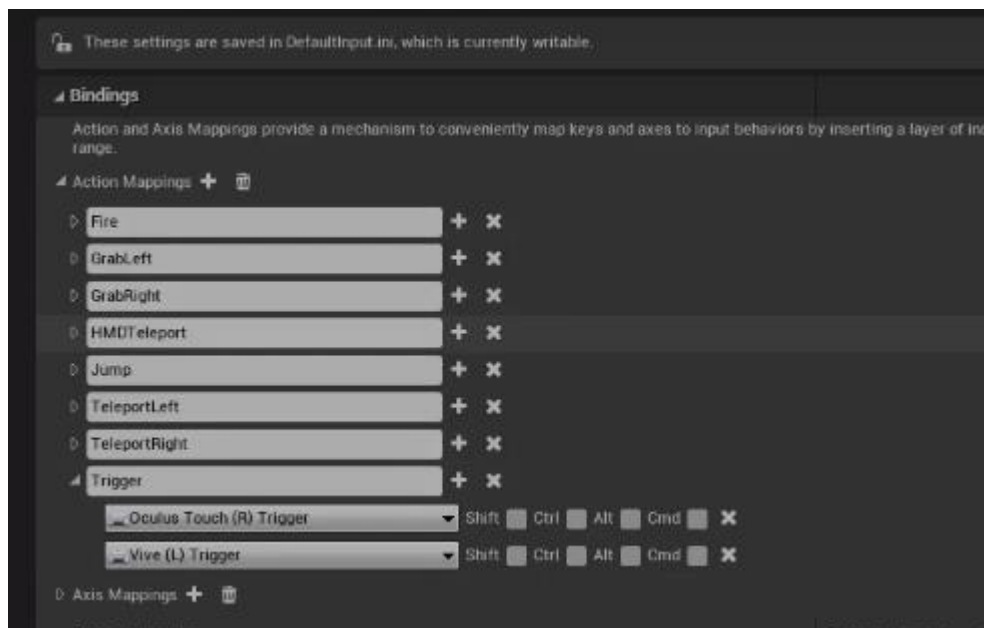 These settings are saved in DefaultInput.ini, which is currently writable.
Bindings
Action and Axis Mappings provide a mechanism to conveniently map keys and axes to input behaviors by inserting a layer of
range.
Action Mappings
Fire
GrabLeft
GrabRight
HMDTeleport
Jump
TeleportLeft
TeleportRight
Trigger
Oculus Touch (R) Trigger Shift Ctrl Alt Cmd
Vive (L) Trigger Shift Ctrl Alt Cmd
Axis Mappings